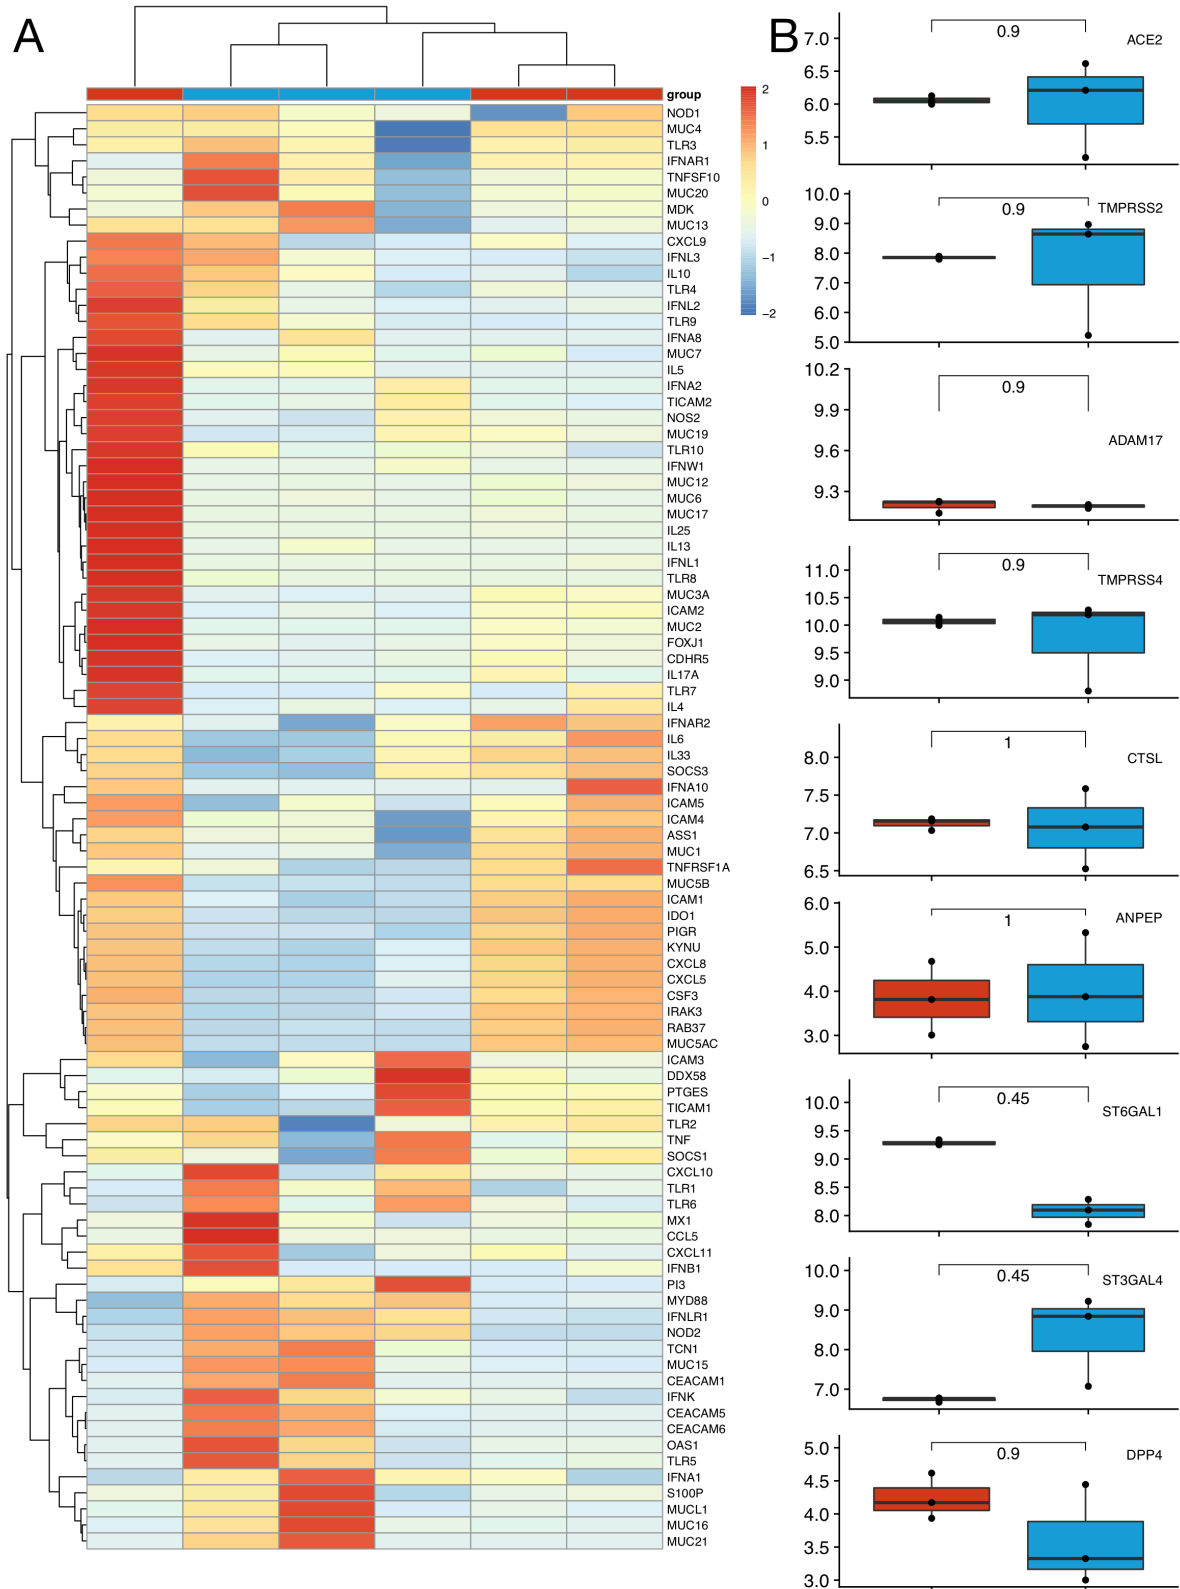 A
group
NOD1
MUC4
TLR3
IFNAR1
TNFSF10
MUC20
MDK
MUC13
CXCL9
IFNL3
IL10
TLR4
IFNL2
TLR9
IFNA8
MUC7
IL5
IFNA2
TICAM2
NOS2
MUC19
TLR10
IFNW1
MUC12
MUC6
MUC17
IL25
IL13
IFNL1
TLR8
MUC3A
ICAM2
MUC2
FOXJ1
CDHR5
IL17A
TLR7
IL4
IFNAR2
IL6
IL33
SOCS3
IFNA10
ICAM5
ICAM4
ASS1
MUC1
TNFRSF1A
MUC5B
ICAM1
IDO1
PIGR
KYNU
CXCL8
CXCL5
CSF3
IRAK3
RAB37
MUC5AC
ICAM3
DDX58
PTGES
TICAM1
TLR2
TNF
SOCS1
CXCL10
TLR1
TLR6
MX1
CCL5
CXCL11
IFNB1
PI3
MYD88
IFNLR1
NOD2
TCN1
MUC15
CEACAM1
IFNK
CEACAM5
CEACAM6
OAS1
TLR5
IFNA1
S100P
MUCL1
MUC16
MUC21
2
1
0
−1
−2
B
7.0
6.5
6.0
5.5
0.9
ACE2
10.0
9.0
8.0
7.0
6.0
5.0
0.9
TMPRSS2
10.2
9.9
9.6
9.3
0.9
ADAM17
11.0
10.5
10.0
9.5
9.0
0.9
TMPRSS4
8.0
7.5
7.0
6.5
1
CTSL
6.0
5.0
4.0
3.0
1
ANPEP
10.0
9.5
9.0
8.5
8.0
0.45
ST6GAL1
10.0
9.0
8.0
7.0
0.45
ST3GAL4
5.0
4.5
4.0
3.5
3.0
0.9
DPP4